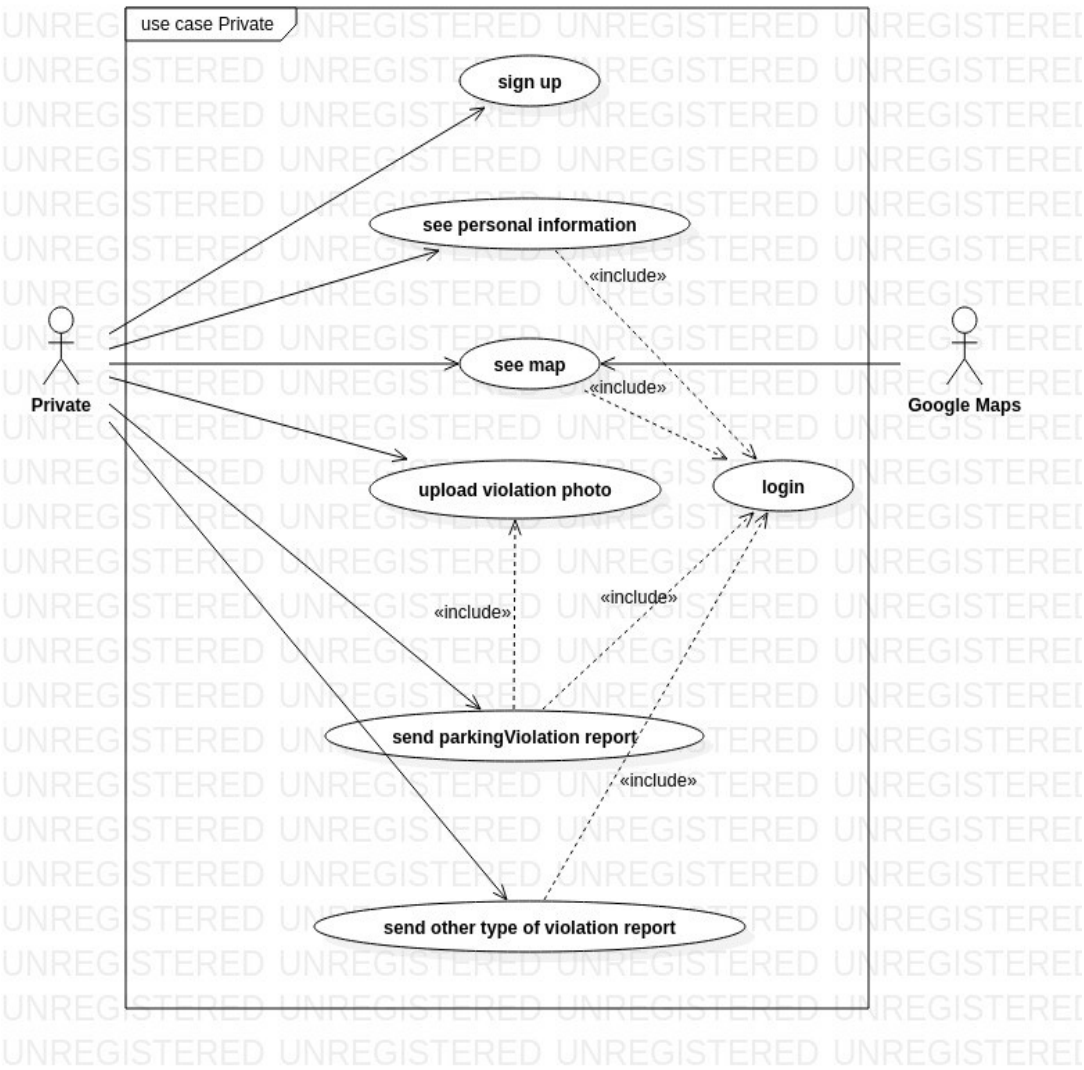 use case Private
sign up
see personal information
«include»
see map
«include»
Private
Google Maps
upload violation photo
login
«include»
«include»
send parkingViolation report
«include»
send other type of violation report
UNREGISTERED